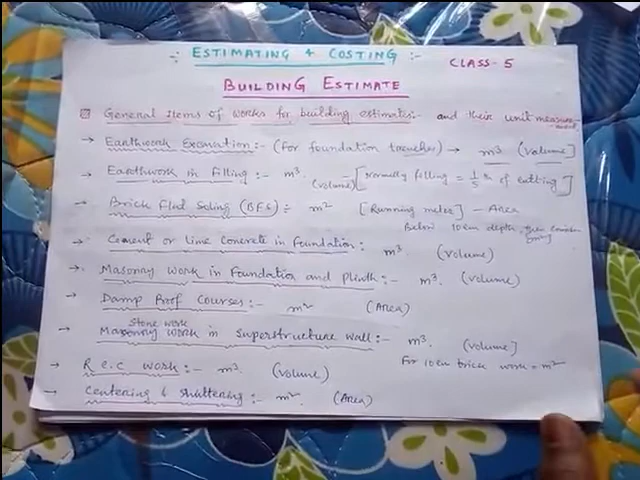 -: ESTIMATING & COSTING :-
CLASS- 5
BUILDING ESTIMATE
General Items of works for building estimates:- and their unit measurement
→ Earthwork Excavation:- (For foundation trenches) → m³ (Volume]
→ Earthwork in filling :- m³ (Volume) - [Normally filling = 1/5 th of cutting]
→ Brick Flat Soling (BFS) :- m² [Running meter] - Area
Below 10cm depth, then consider
only
→ Cement or Lime Concrete in Foundation: m³ (Volume)
→ Masonry work in Foundation and Plinth:- m³. (Volume)
→ Damp Proof Courses:- m² (Area)
Stone work
→ Masonry work in Superstructure wall:- m³. (Volume]
For 10cm brick work = m²
→ R.C.C work:- m³. (Volume)
→ Centering & shuttering:- m². (Area)